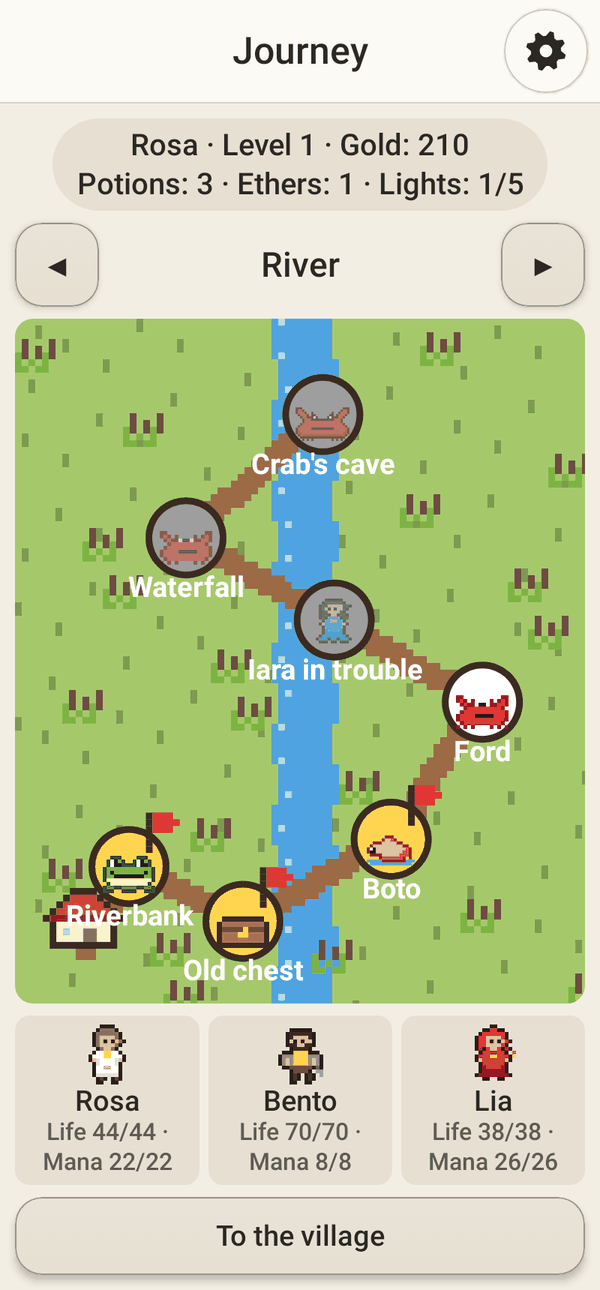 Journey
Rosa · Level 1 · Gold: 210
Potions: 3 · Ethers: 1 · Lights: 1/5
River
Crab's cave
Waterfall
Iara in trouble
Ford
Boto
Riverbank
Old chest
Rosa
Life 44/44 ·
Mana 22/22
Bento
Life 70/70 ·
Mana 8/8
Lia
Life 38/38 ·
Mana 26/26
To the village